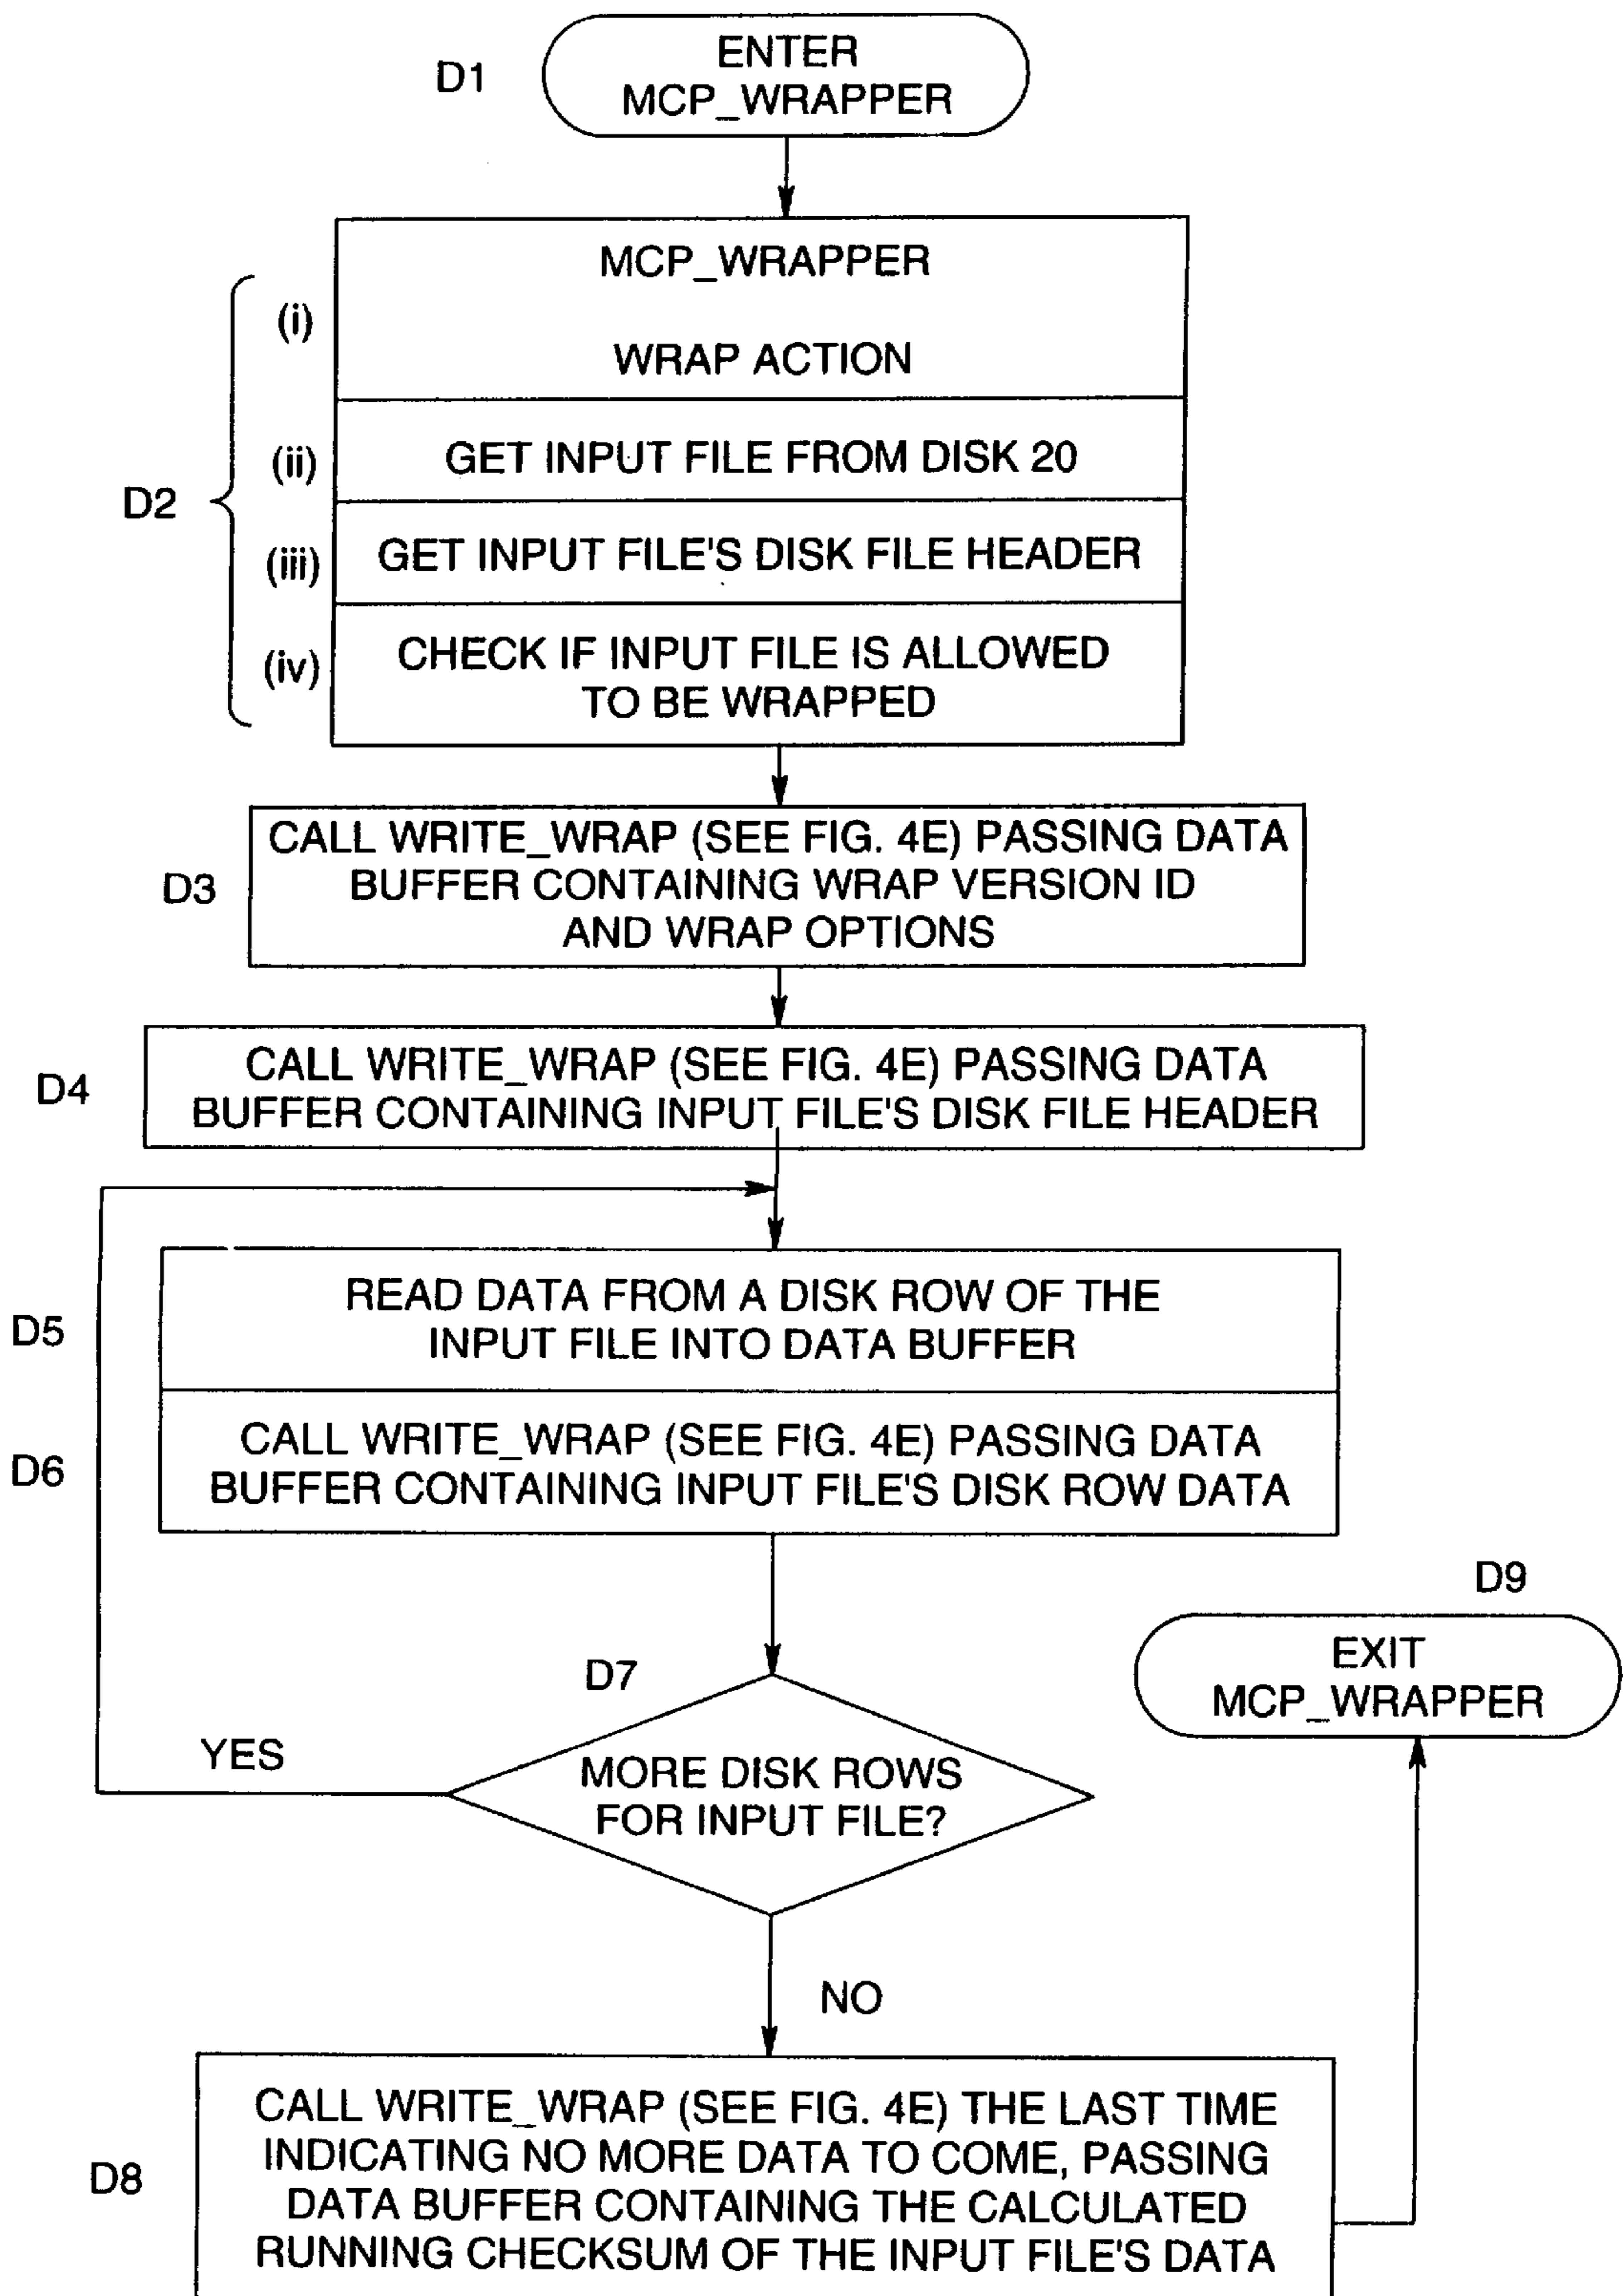 D1
ENTER
MCP_WRAPPER
MCP_WRAPPER
(i)
WRAP ACTION
(ii)
GET INPUT FILE FROM DISK 20
D2
(iii)
GET INPUT FILE'S DISK FILE HEADER
(iv)
CHECK IF INPUT FILE IS ALLOWED
TO BE WRAPPED
D3
CALL WRITE_WRAP (SEE FIG. 4E) PASSING DATA
BUFFER CONTAINING WRAP VERSION ID
AND WRAP OPTIONS
D4
CALL WRITE_WRAP (SEE FIG. 4E) PASSING DATA
BUFFER CONTAINING INPUT FILE'S DISK FILE HEADER
D5
READ DATA FROM A DISK ROW OF THE
INPUT FILE INTO DATA BUFFER
D6
CALL WRITE_WRAP (SEE FIG. 4E) PASSING DATA
BUFFER CONTAINING INPUT FILE'S DISK ROW DATA
D7
MORE DISK ROWS
FOR INPUT FILE?
YES
NO
D8
CALL WRITE_WRAP (SEE FIG. 4E) THE LAST TIME
INDICATING NO MORE DATA TO COME, PASSING
DATA BUFFER CONTAINING THE CALCULATED
RUNNING CHECKSUM OF THE INPUT FILE'S DATA
D9
EXIT
MCP_WRAPPER